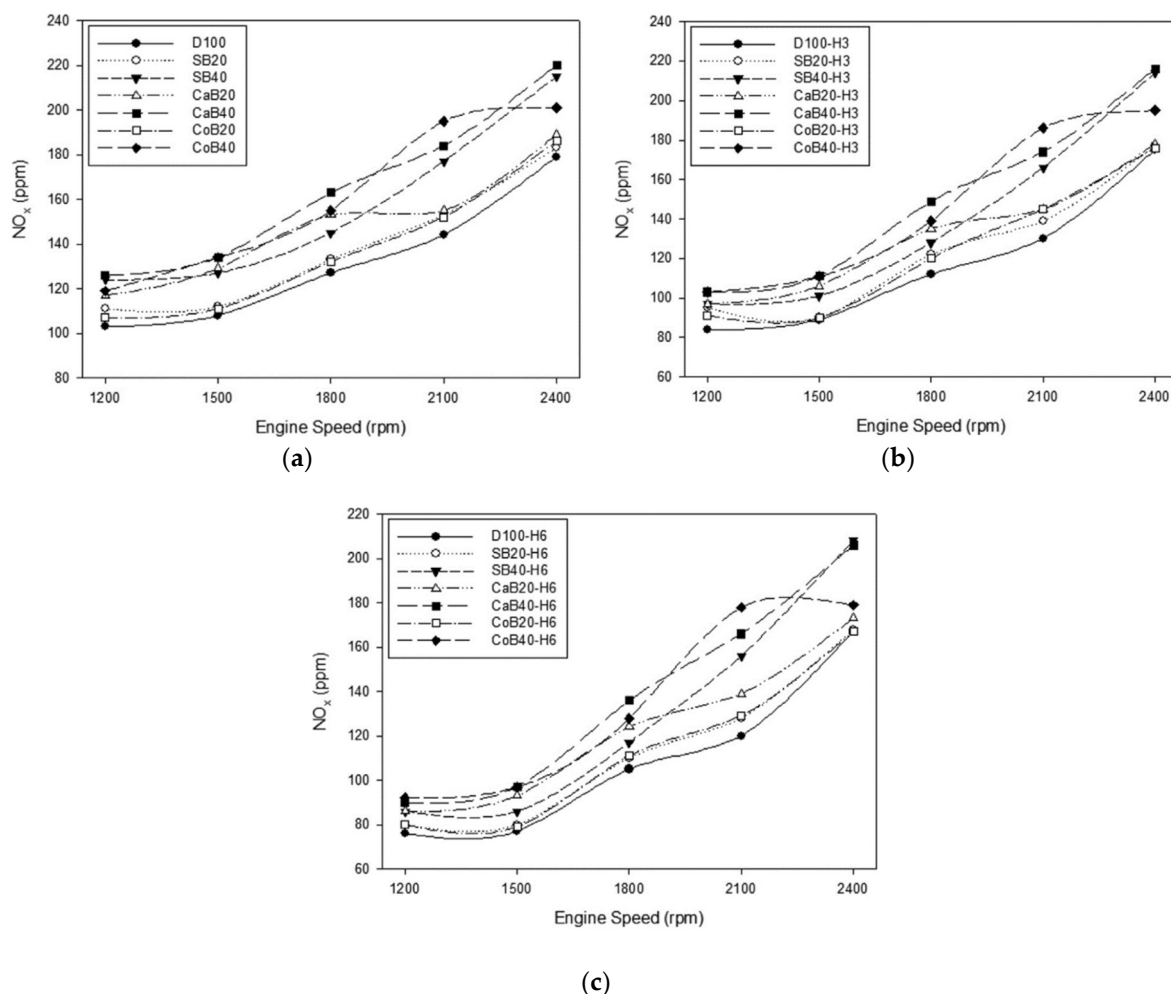 240
220
200
180
160
140
120
100
80
NOx (ppm)
D100
SB20
SB40
CaB20
CaB40
CoB20
CoB40
1200 1500 1800 2100 2400
Engine Speed (rpm)
(a)
240
220
200
180
160
140
120
100
80
60
NOx (ppm)
D100-H3
SB20-H3
SB40-H3
CaB20-H3
CaB40-H3
CoB20-H3
CoB40-H3
1200 1500 1800 2100 2400
Engine Speed (rpm)
(b)
220
200
180
160
140
120
100
80
60
NOx (ppm)
D100-H6
SB20-H6
SB40-H6
CaB20-H6
CaB40-H6
CoB20-H6
CoB40-H6
1200 1500 1800 2100 2400
Engine Speed (rpm)
(c)